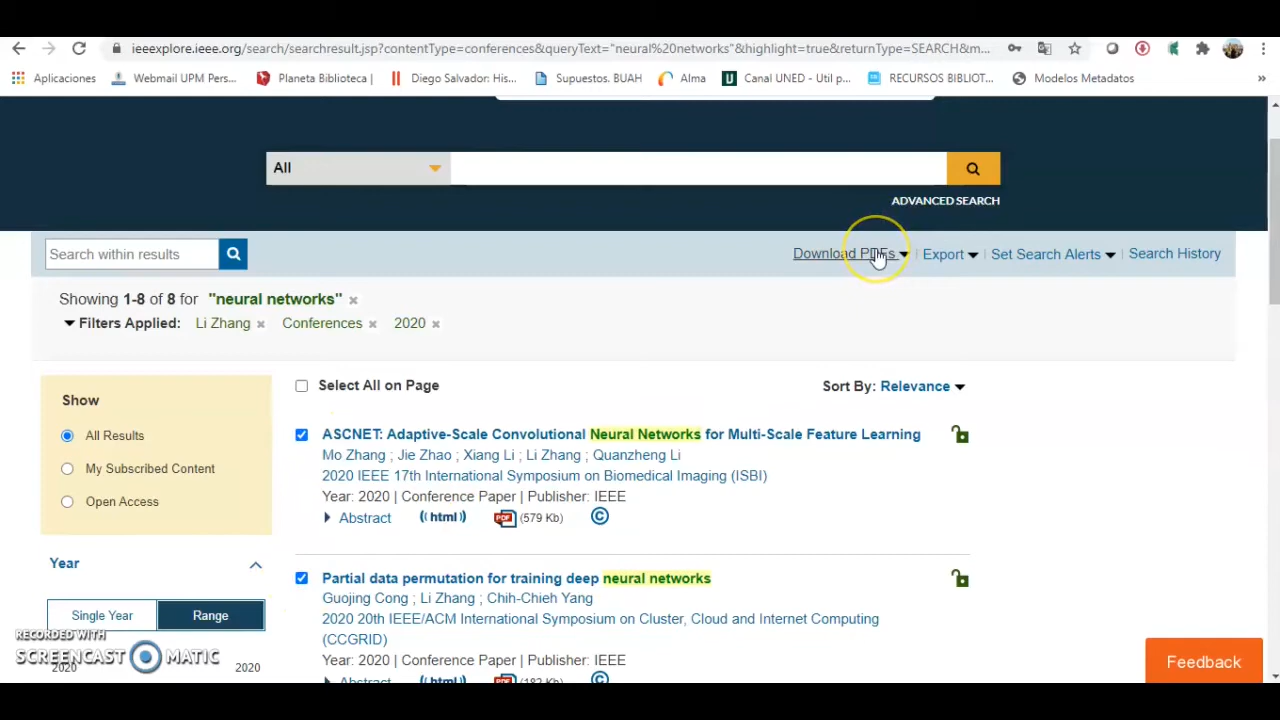 ieeexplore.ieee.org/search/searchresult.jsp?contentType=conferences&queryText="neural%20networks"&highlight=true&returnType=SEARCH&m...
Aplicaciones Webmail UPM Pers... Planeta Biblioteca | Diego Salvador: His... Supuestos. BUAH Alma Canal UNED - Util p... RECURSOS BIBLIOT... Modelos Metadatos »
All
ADVANCED SEARCH
Search within results Download PDFs | Export | Set Search Alerts | Search History
Showing 1-8 of 8 for "neural networks" ×
Filters Applied: Li Zhang × Conferences × 2020 ×
Show
All Results
My Subscribed Content
Open Access
Year
Single Year Range
2020 2020
Select All on Page Sort By: Relevance
ASCNET: Adaptive-Scale Convolutional Neural Networks for Multi-Scale Feature Learning
Mo Zhang ; Jie Zhao ; Xiang Li ; Li Zhang ; Quanzheng Li
2020 IEEE 17th International Symposium on Biomedical Imaging (ISBI)
Year: 2020 | Conference Paper | Publisher: IEEE
Abstract ((html)) PDF (579 Kb) ©
Partial data permutation for training deep neural networks
Guojing Cong ; Li Zhang ; Chih-Chieh Yang
2020 20th IEEE/ACM International Symposium on Cluster, Cloud and Internet Computing
(CCGRID)
Year: 2020 | Conference Paper | Publisher: IEEE
Abstract ((html)) PDF (182 Kb) ©
RECORDED WITH
SCREENCAST MATIC
Feedback